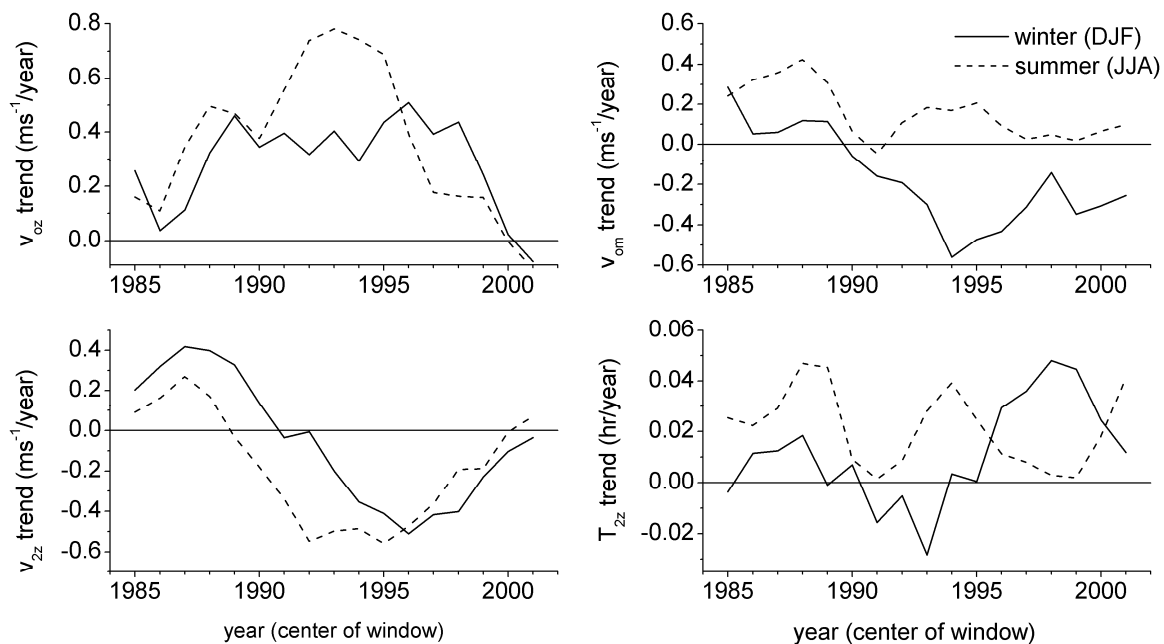 0.8
0.6
0.4
0.2
0.0
v_oz trend (ms⁻¹/year)
1985 1990 1995 2000
winter (DJF)
summer (JJA)
0.4
0.2
0.0
-0.2
-0.4
-0.6
v_om trend (ms⁻¹/year)
1985 1990 1995 2000
0.4
0.2
0.0
-0.2
-0.4
-0.6
v_2z trend (ms⁻¹/year)
1985 1990 1995 2000
year (center of window)
0.06
0.04
0.02
0.00
-0.02
T_2z trend (hr/year)
1985 1990 1995 2000
year (center of window)